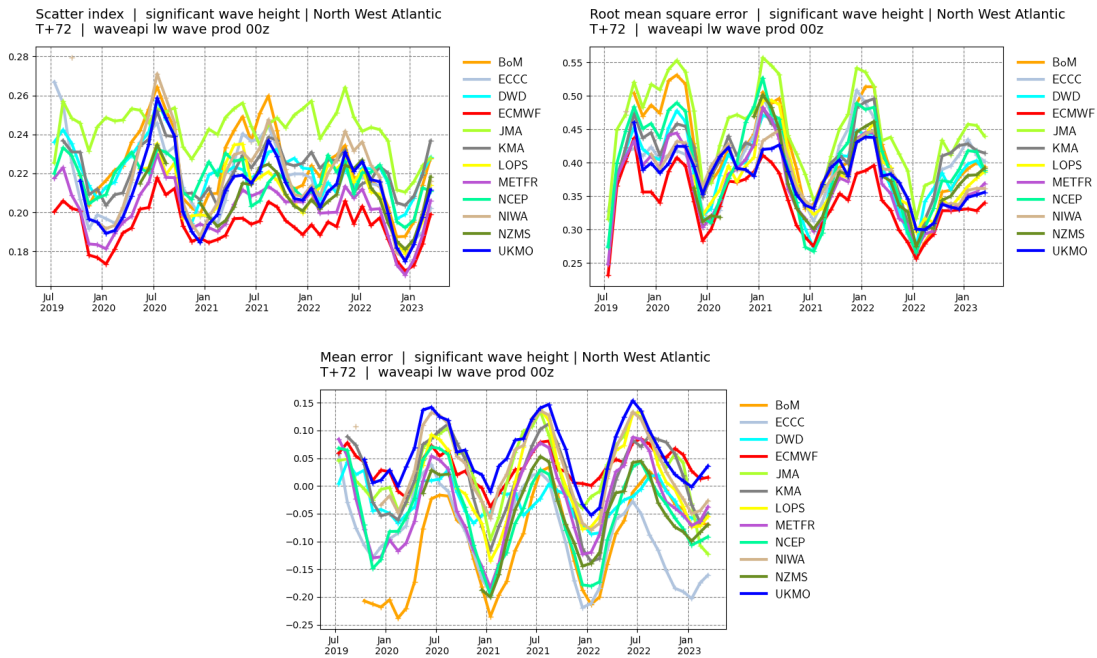 Scatter index | significant wave height | North West Atlantic
T+72 | waveapi lw wave prod 00z
0.28
0.26
0.24
0.22
0.20
0.18
Jul 2019
Jan 2020
Jul 2020
Jan 2021
Jul 2021
Jan 2022
Jul 2022
Jan 2023
BoM
ECCC
DWD
ECMWF
JMA
KMA
LOPS
METFR
NCEP
NIWA
NZMS
UKMO
Root mean square error | significant wave height | North West Atlantic
T+72 | waveapi lw wave prod 00z
0.55
0.50
0.45
0.40
0.35
0.30
0.25
Jul 2019
Jan 2020
Jul 2020
Jan 2021
Jul 2021
Jan 2022
Jul 2022
Jan 2023
BoM
ECCC
DWD
ECMWF
JMA
KMA
LOPS
METFR
NCEP
NIWA
NZMS
UKMO
Mean error | significant wave height | North West Atlantic
T+72 | waveapi lw wave prod 00z
0.15
0.10
0.05
0.00
−0.05
−0.10
−0.15
−0.20
−0.25
Jul 2019
Jan 2020
Jul 2020
Jan 2021
Jul 2021
Jan 2022
Jul 2022
Jan 2023
BoM
ECCC
DWD
ECMWF
JMA
KMA
LOPS
METFR
NCEP
NIWA
NZMS
UKMO